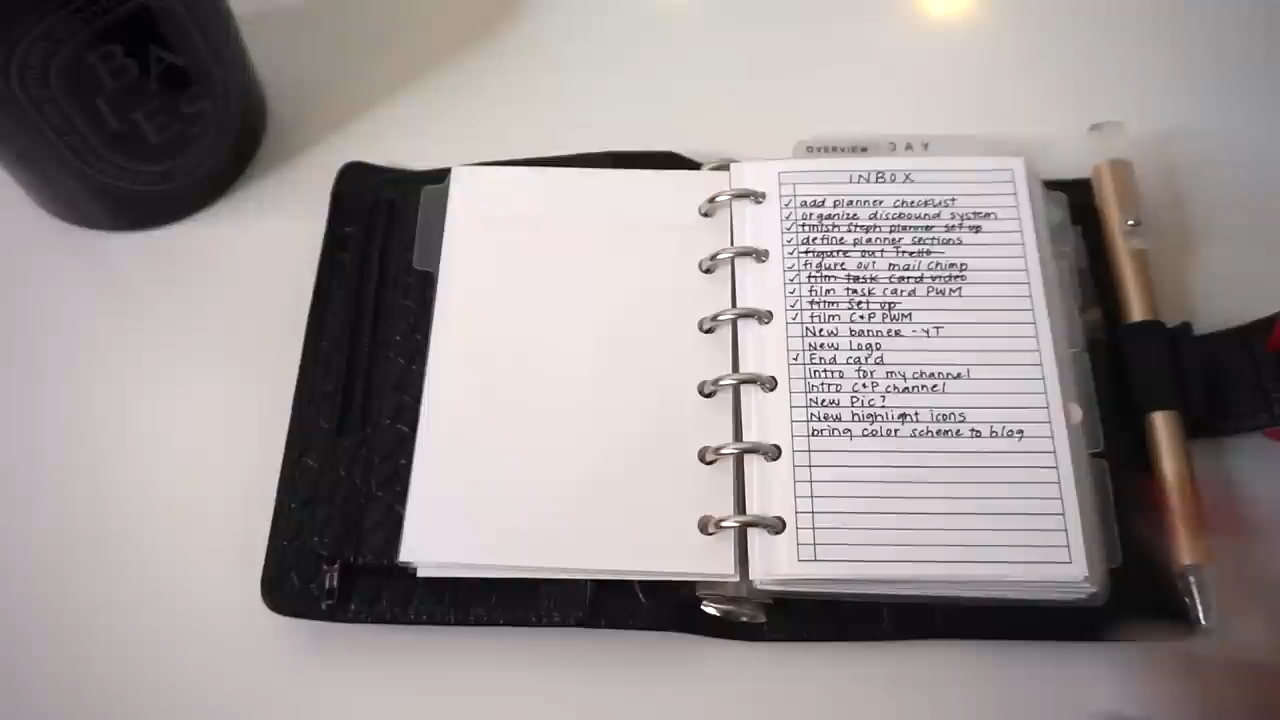 BA
IES
OVERVIEW DAY
INBOX
✓ add planner checklist
✓ organize discbound system
✓ finish steph planner set up
✓ define planner sections
✓ figure out Trello
✓ figure out mail chimp
✓ film task card video
✓ film task card PWM
✓ film set up
✓ film C+P PWM
New banner - YT
New Logo
✓ End card
Intro for my channel
Intro C+P channel
New Pic?
New highlight icons
bring color scheme to blog